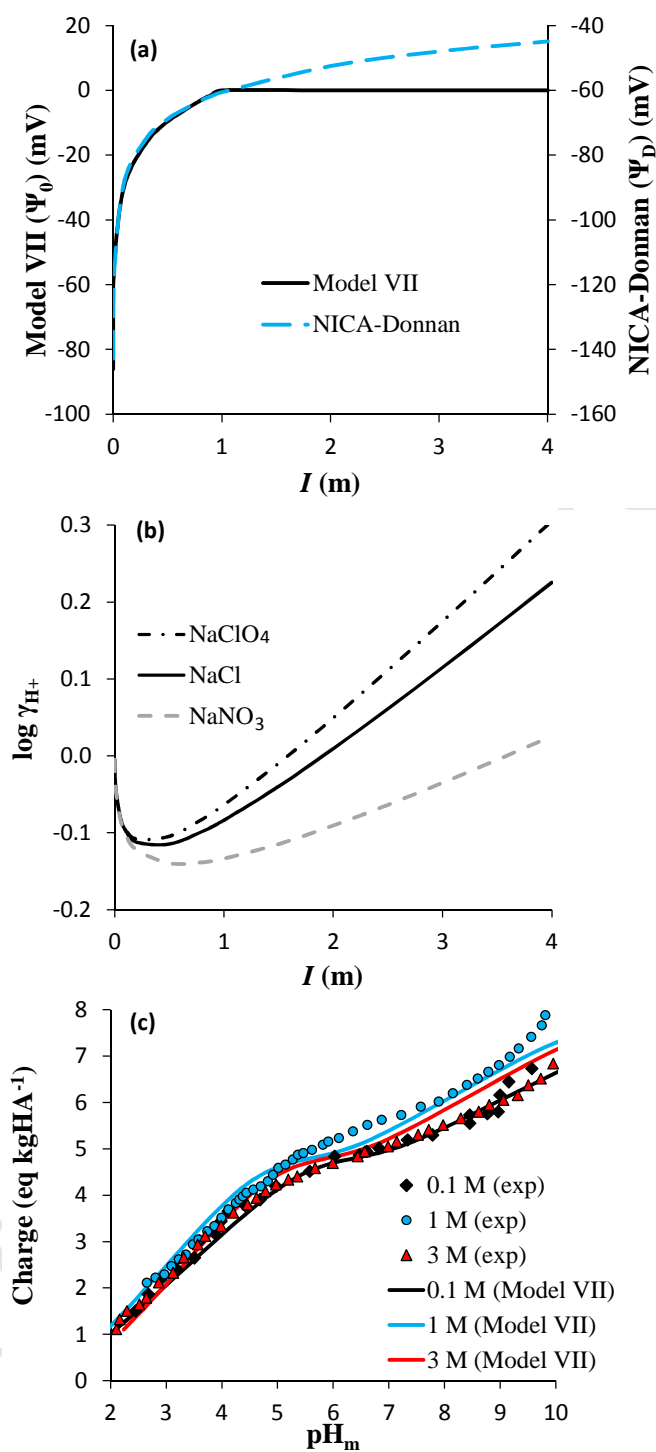 (a)
20
0
-20
-40
-60
-80
-100
Model VII (Ψ0) (mV)
-40
-60
-80
-100
-120
-140
-160
NICA-Donnan (ΨD) (mV)
Model VII
NICA-Donnan
0 1 2 3 4
I (m)
(b)
0.3
0.2
0.1
0.0
-0.1
-0.2
log γH+
NaClO4
NaCl
NaNO3
0 1 2 3 4
I (m)
(c)
8
7
6
5
4
3
2
1
0
Charge (eq kgHA-1)
0.1 M (exp)
1 M (exp)
3 M (exp)
0.1 M (Model VII)
1 M (Model VII)
3 M (Model VII)
2 3 4 5 6 7 8 9 10
pHm